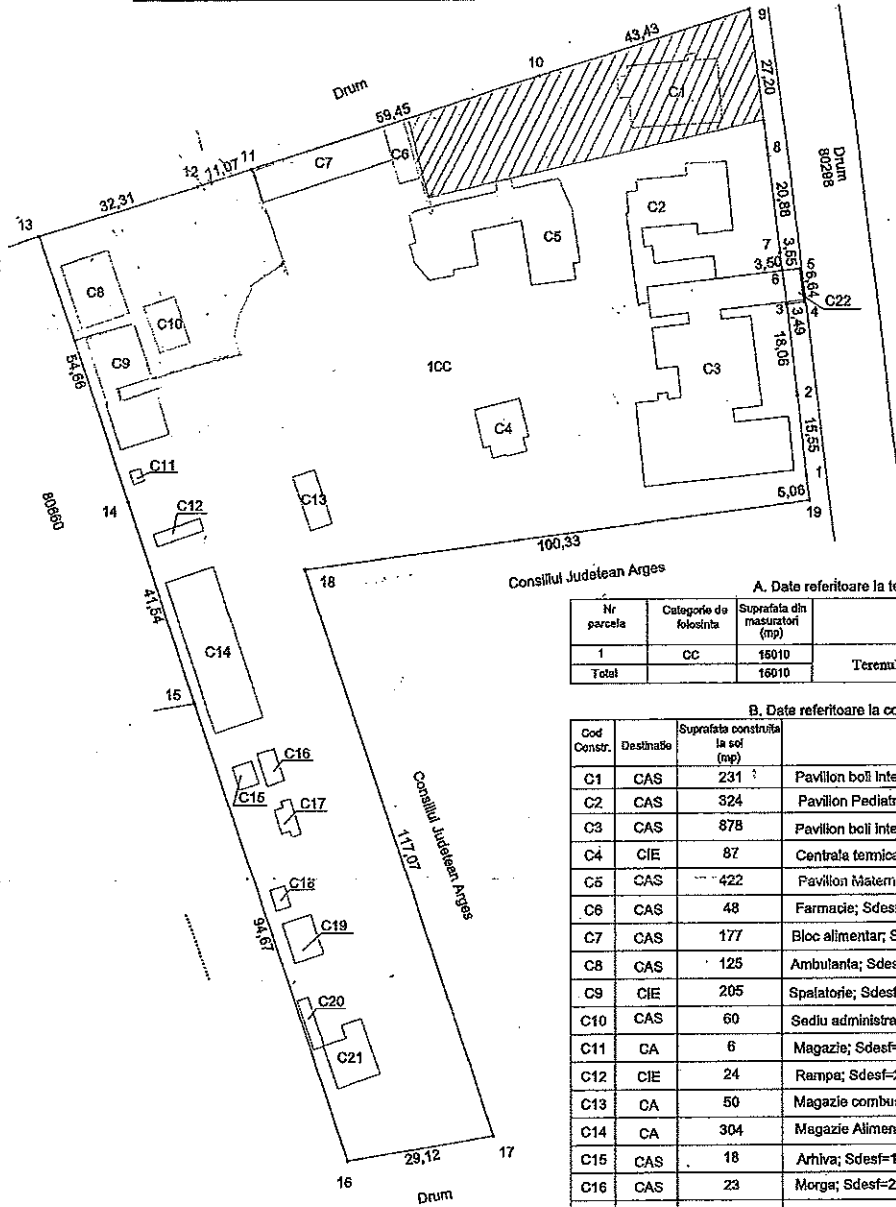 43,43
9
Drum
10
27,20
C1
59,45
11
11,07
12
C7
C6
8
Drum
80298
32,31
13
20,88
C2
C5
7
3,55
3,50
5
6
6,64
C22
C8
C10
3
3,49
4
C9
18,06
54,66
1CC
C3
2
C4
15,55
C11
1
C13
80660
14
C12
5,06
19
100,33
18
Consiliul Judetean Arges
41,54
C14
15
C16
C15
C17
Consiliul Judetean Arges
117,07
C18
94,67
C19
C20
C21
29,12
16
17
Drum
A. Date referitoare la te
Nr parcela Categorie de folosinta Suprafata din masuratori (mp)
1 CC 16010
Total 16010 Terenul
B. Date referitoare la co
Cod Constr. Destinatie Suprafata construita la sol (mp)
C1 CAS 231 Pavilion boli inte
C2 CAS 324 Pavilion Pediatr
C3 CAS 878 Pavilion boli inte
C4 CIE 87 Centrala termica
C5 CAS 422 Pavilion Matern
C6 CAS 48 Farmacie; Sdesf
C7 CAS 177 Bloc alimentar; S
C8 CAS 125 Ambulanta; Sdes
C9 CIE 205 Spalatorie; Sdesf
C10 CAS 60 Sediu administra
C11 CA 6 Magazie; Sdesf=
C12 CIE 24 Rampa; Sdesf=2
C13 CA 50 Magazie combus
C14 CA 304 Magazie Alimen
C15 CAS 18 Arhiva; Sdesf=1
C16 CAS 23 Morga; Sdesf=2